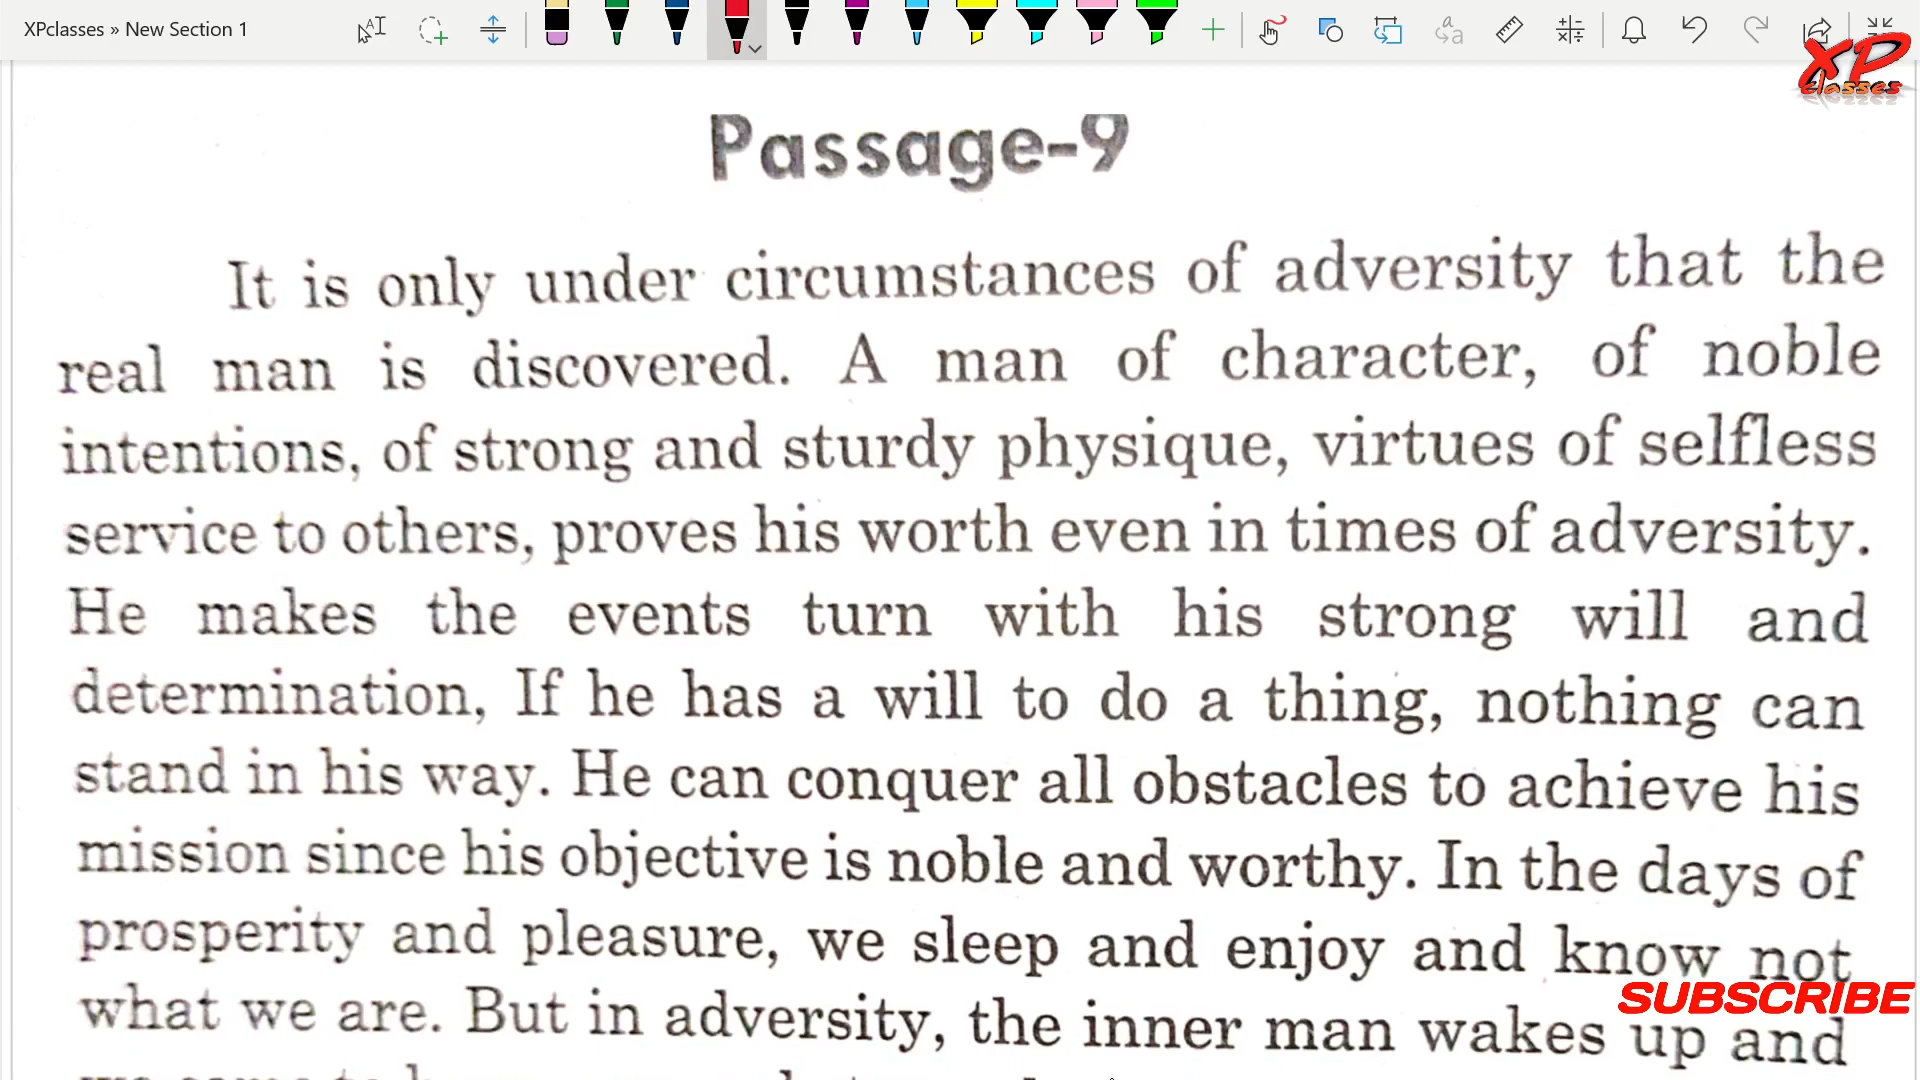 XPclasses » New Section 1
XP
classes
Passage-9
It is only under circumstances of adversity that the
real man is discovered. A man of character, of noble
intentions, of strong and sturdy physique, virtues of selfless
service to others, proves his worth even in times of adversity.
He makes the events turn with his strong will and
determination, If he has a will to do a thing, nothing can
stand in his way. He can conquer all obstacles to achieve his
mission since his objective is noble and worthy. In the days of
prosperity and pleasure, we sleep and enjoy and know not
what we are. But in adversity, the inner man wakes up and
SUBSCRIBE